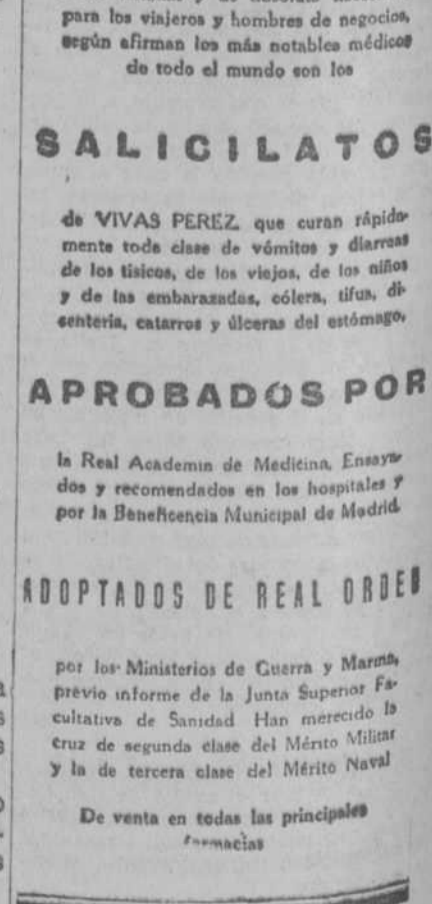 para los viajeros y hombres de negocios,
según afirman los más notables médicos
de todo el mundo son los
SALICILATOS
de VIVAS PEREZ que curan rápida-
mente toda clase de vómitos y diarreas
de los tísicos, de los viejos, de los niños
y de las embarazadas, cólera, tifus, di-
sentería, catarros y úlceras del estómago.
APROBADOS POR
la Real Academia de Medicina, Ensaya-
dos y recomendados en los hospitales y
por la Beneficencia Municipal de Madrid
ADOPTADOS DE REAL ORDEN
por los Ministerios de Guerra y Marina,
previo informe de la Junta Superior Fa-
cultativa de Sanidad Han merecido la
cruz de segunda clase del Mérito Militar
y la de tercera clase del Mérito Naval
De venta en todas las principales
farmacias